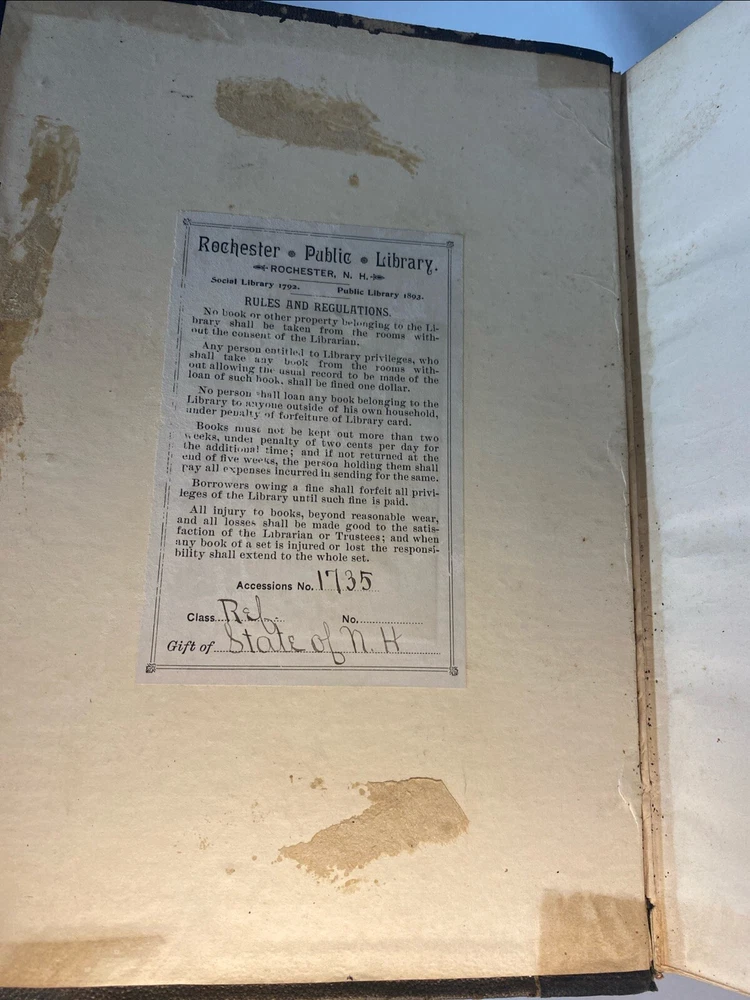 Rochester • Public • Library.
ROCHESTER, N. H.
Social Library 1792. Public Library 1893.
RULES AND REGULATIONS.
No book or other property belonging to the Li-
brary shall be taken from the rooms with-
out the consent of the Librarian.
Any person entitled to Library privileges, who
shall take any book from the rooms with-
out allowing the usual record to be made of the
loan of such book, shall be fined one dollar.
No person shall loan any book belonging to the
Library to anyone outside of his own household,
under penalty of forfeiture of Library card.
Books must not be kept out more than two
weeks, under penalty of two cents per day for
the additional time; and if not returned at the
end of five weeks, the person holding them shall
pay all expenses incurred in sending for the same.
Borrowers owing a fine shall forfeit all privi-
leges of the Library until such fine is paid.
All injury to books, beyond reasonable wear,
and all losses shall be made good to the satis-
faction of the Librarian or Trustees; and when
any book of a set is injured or lost the responsi-
bility shall extend to the whole set.
Accessions No. 1735
Class Ref. No.
Gift of State of N. H